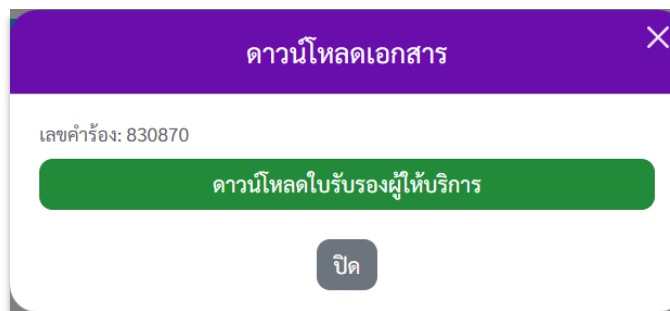 ดาวน์โหลดเอกสาร
เลขคำร้อง: 830870
ดาวน์โหลดใบรับรองผู้ให้บริการ
ปิด